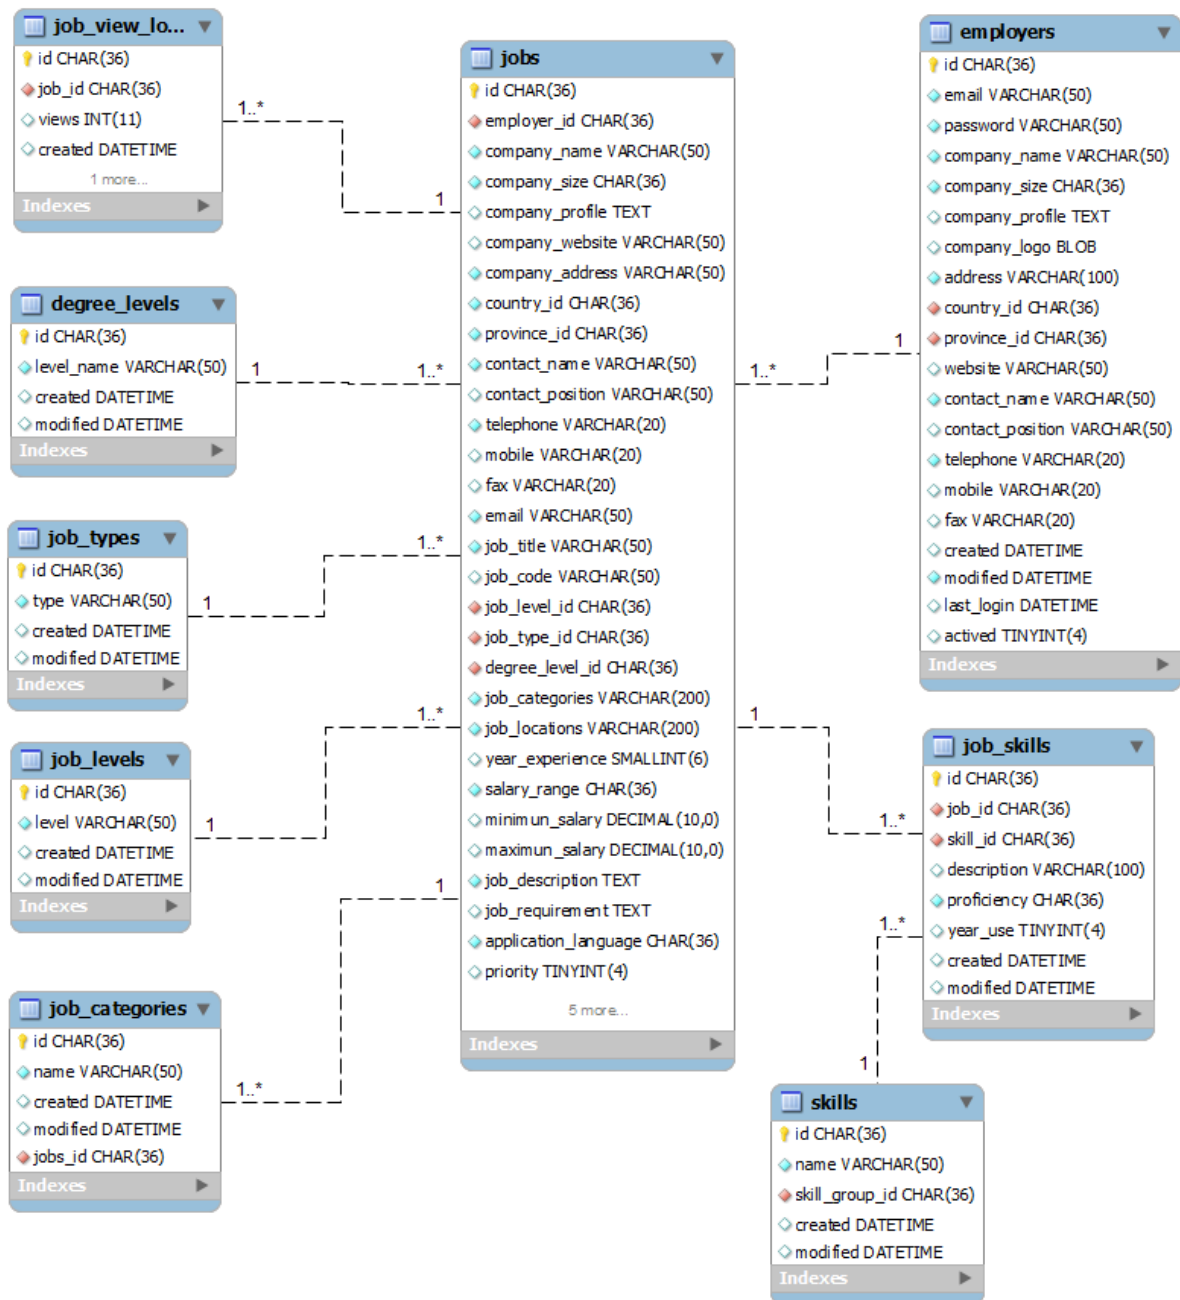 job_view_lo...
id CHAR(36)
job_id CHAR(36)
views INT(11)
created DATETIME
1 more...
Indexes
1..*
1
degree_levels
id CHAR(36)
level_name VARCHAR(50)
created DATETIME
modified DATETIME
Indexes
1
1..*
job_types
id CHAR(36)
type VARCHAR(50)
created DATETIME
modified DATETIME
Indexes
1
1..*
job_levels
id CHAR(36)
level VARCHAR(50)
created DATETIME
modified DATETIME
Indexes
1
1..*
job_categories
id CHAR(36)
name VARCHAR(50)
created DATETIME
modified DATETIME
jobs_id CHAR(36)
Indexes
1..*
1
jobs
id CHAR(36)
employer_id CHAR(36)
company_name VARCHAR(50)
company_size CHAR(36)
company_profile TEXT
company_website VARCHAR(50)
company_address VARCHAR(50)
country_id CHAR(36)
province_id CHAR(36)
contact_name VARCHAR(50)
contact_position VARCHAR(50)
telephone VARCHAR(20)
mobile VARCHAR(20)
fax VARCHAR(20)
email VARCHAR(50)
job_title VARCHAR(50)
job_code VARCHAR(50)
job_level_id CHAR(36)
job_type_id CHAR(36)
degree_level_id CHAR(36)
job_categories VARCHAR(200)
job_locations VARCHAR(200)
year_experience SMALLINT(6)
salary_range CHAR(36)
minimun_salary DECIMAL(10,0)
maximun_salary DECIMAL(10,0)
job_description TEXT
job_requirement TEXT
application_language CHAR(36)
priority TINYINT(4)
5 more...
Indexes
1..*
1
employers
id CHAR(36)
email VARCHAR(50)
password VARCHAR(50)
company_name VARCHAR(50)
company_size CHAR(36)
company_profile TEXT
company_logo BLOB
address VARCHAR(100)
country_id CHAR(36)
province_id CHAR(36)
website VARCHAR(50)
contact_name VARCHAR(50)
contact_position VARCHAR(50)
telephone VARCHAR(20)
mobile VARCHAR(20)
fax VARCHAR(20)
created DATETIME
modified DATETIME
last_login DATETIME
actived TINYINT(4)
Indexes
1
1..*
job_skills
id CHAR(36)
job_id CHAR(36)
skill_id CHAR(36)
description VARCHAR(100)
proficiency CHAR(36)
year_use TINYINT(4)
created DATETIME
modified DATETIME
Indexes
1..*
1
skills
id CHAR(36)
name VARCHAR(50)
skill_group_id CHAR(36)
created DATETIME
modified DATETIME
Indexes